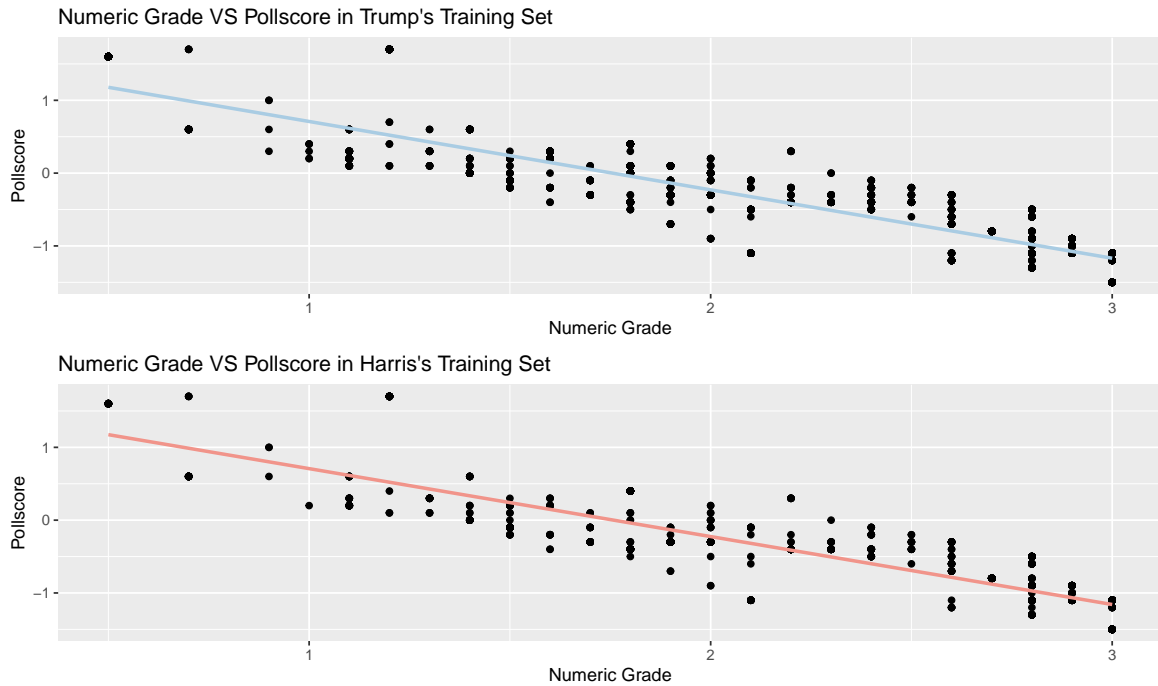 Numeric Grade VS Pollscore in Trump's Training Set
Pollscore
1
0
−1
1 2 3
Numeric Grade
Numeric Grade VS Pollscore in Harris's Training Set
Pollscore
1
0
−1
1 2 3
Numeric Grade